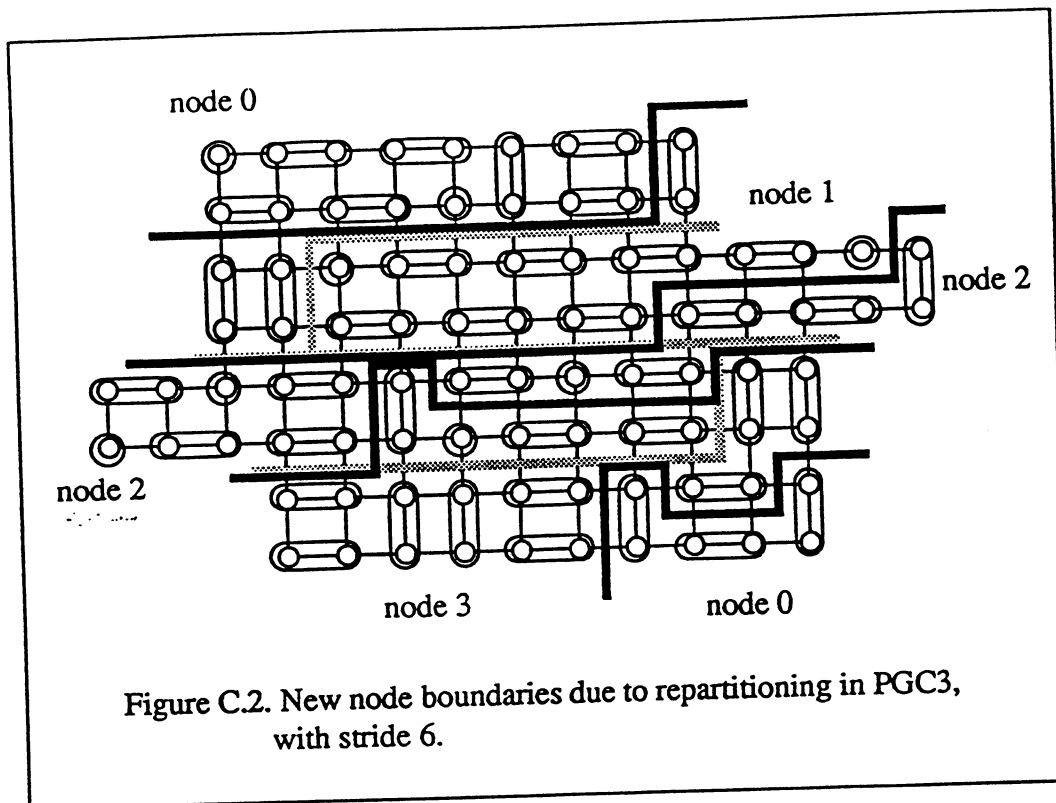 node 0
node 1
node 2
node 2
node 3
node 0
Figure C.2. New node boundaries due to repartitioning in PGC3,
with stride 6.